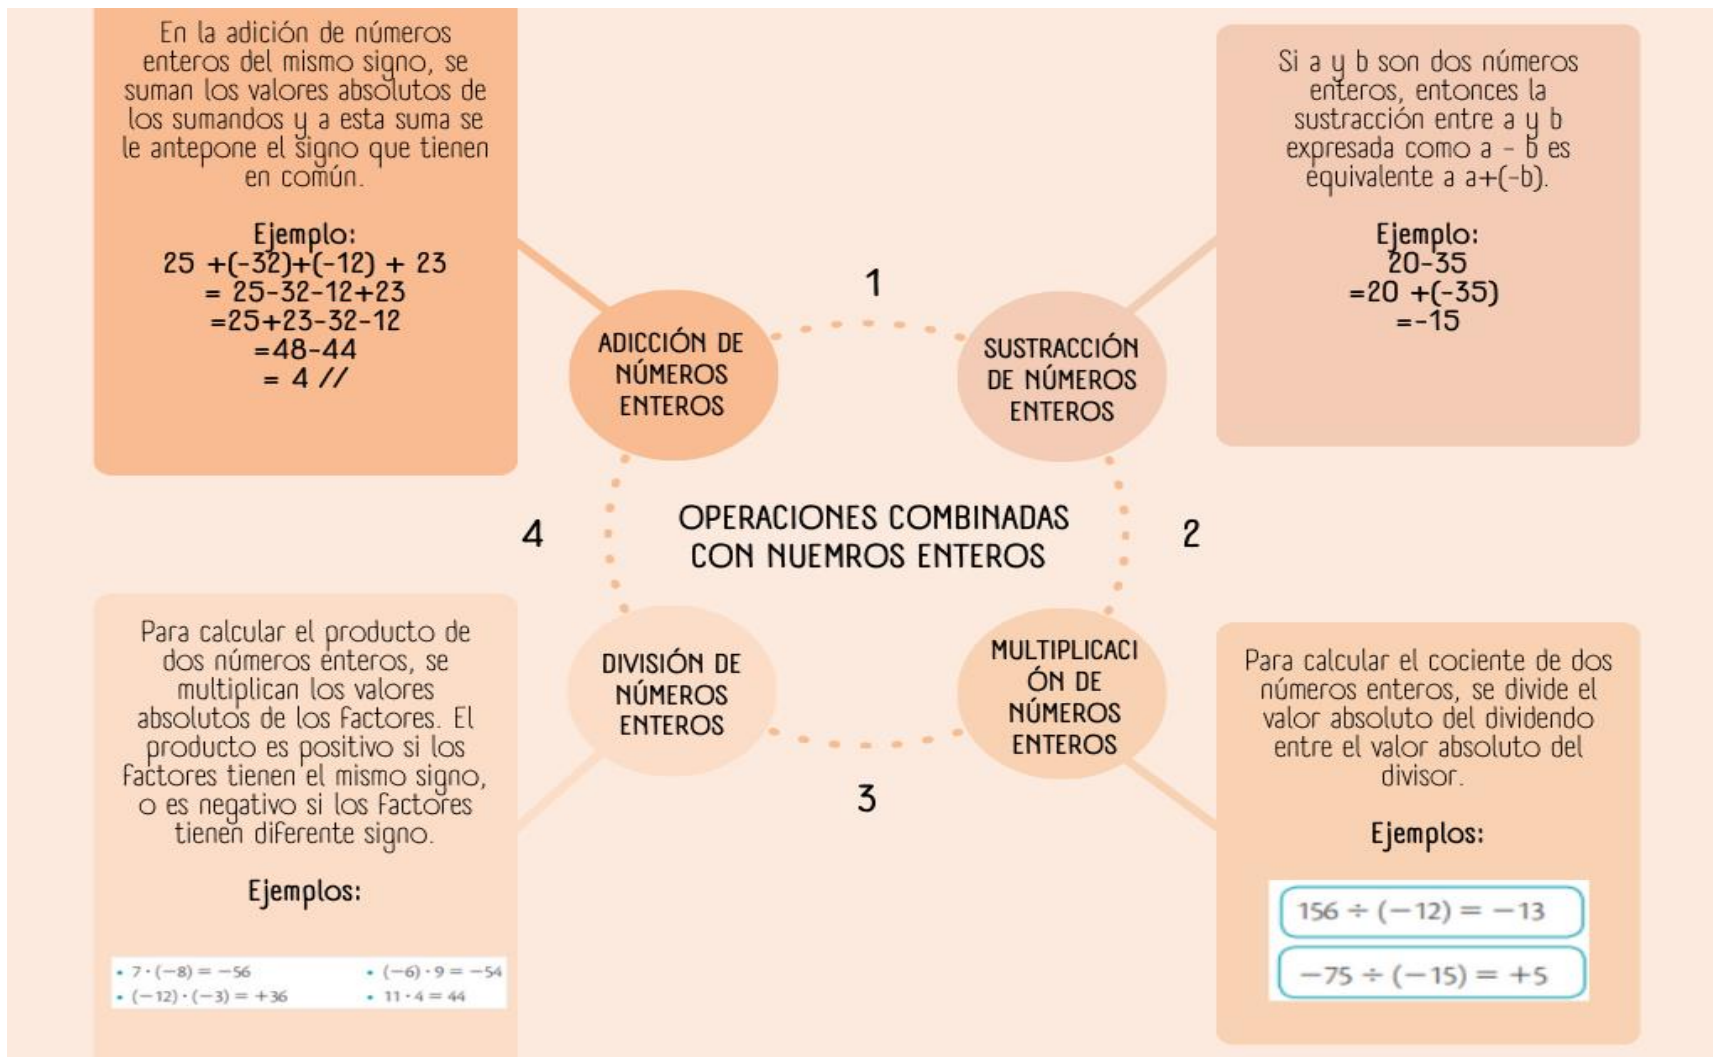 En la adición de números
enteros del mismo signo, se
suman los valores absolutos de
los sumandos y a esta suma se
le antepone el signo que tienen
en común.
Ejemplo:
25 +(-32)+(-12) + 23
= 25-32-12+23
=25+23-32-12
=48-44
= 4 //
Si a y b son dos números
enteros, entonces la
sustracción entre a y b
expresada como a - b es
equivalente a a+(-b).
Ejemplo:
20-35
=20 +(-35)
=-15
1
ADICCIÓN DE
NÚMEROS
ENTEROS
SUSTRACCIÓN
DE NÚMEROS
ENTEROS
4
OPERACIONES COMBINADAS
CON NUEMROS ENTEROS
2
DIVISIÓN DE
NÚMEROS
ENTEROS
MULTIPLICACI
ÓN DE
NÚMEROS
ENTEROS
3
Para calcular el producto de
dos números enteros, se
multiplican los valores
absolutos de los factores. El
producto es positivo si los
factores tienen el mismo signo,
o es negativo si los factores
tienen diferente signo.
Ejemplos:
• 7 · (−8) = −56
• (−6) · 9 = −54
• (−12) · (−3) = +36
• 11 · 4 = 44
Para calcular el cociente de dos
números enteros, se divide el
valor absoluto del dividendo
entre el valor absoluto del
divisor.
Ejemplos:
156 ÷ (−12) = −13
−75 ÷ (−15) = +5